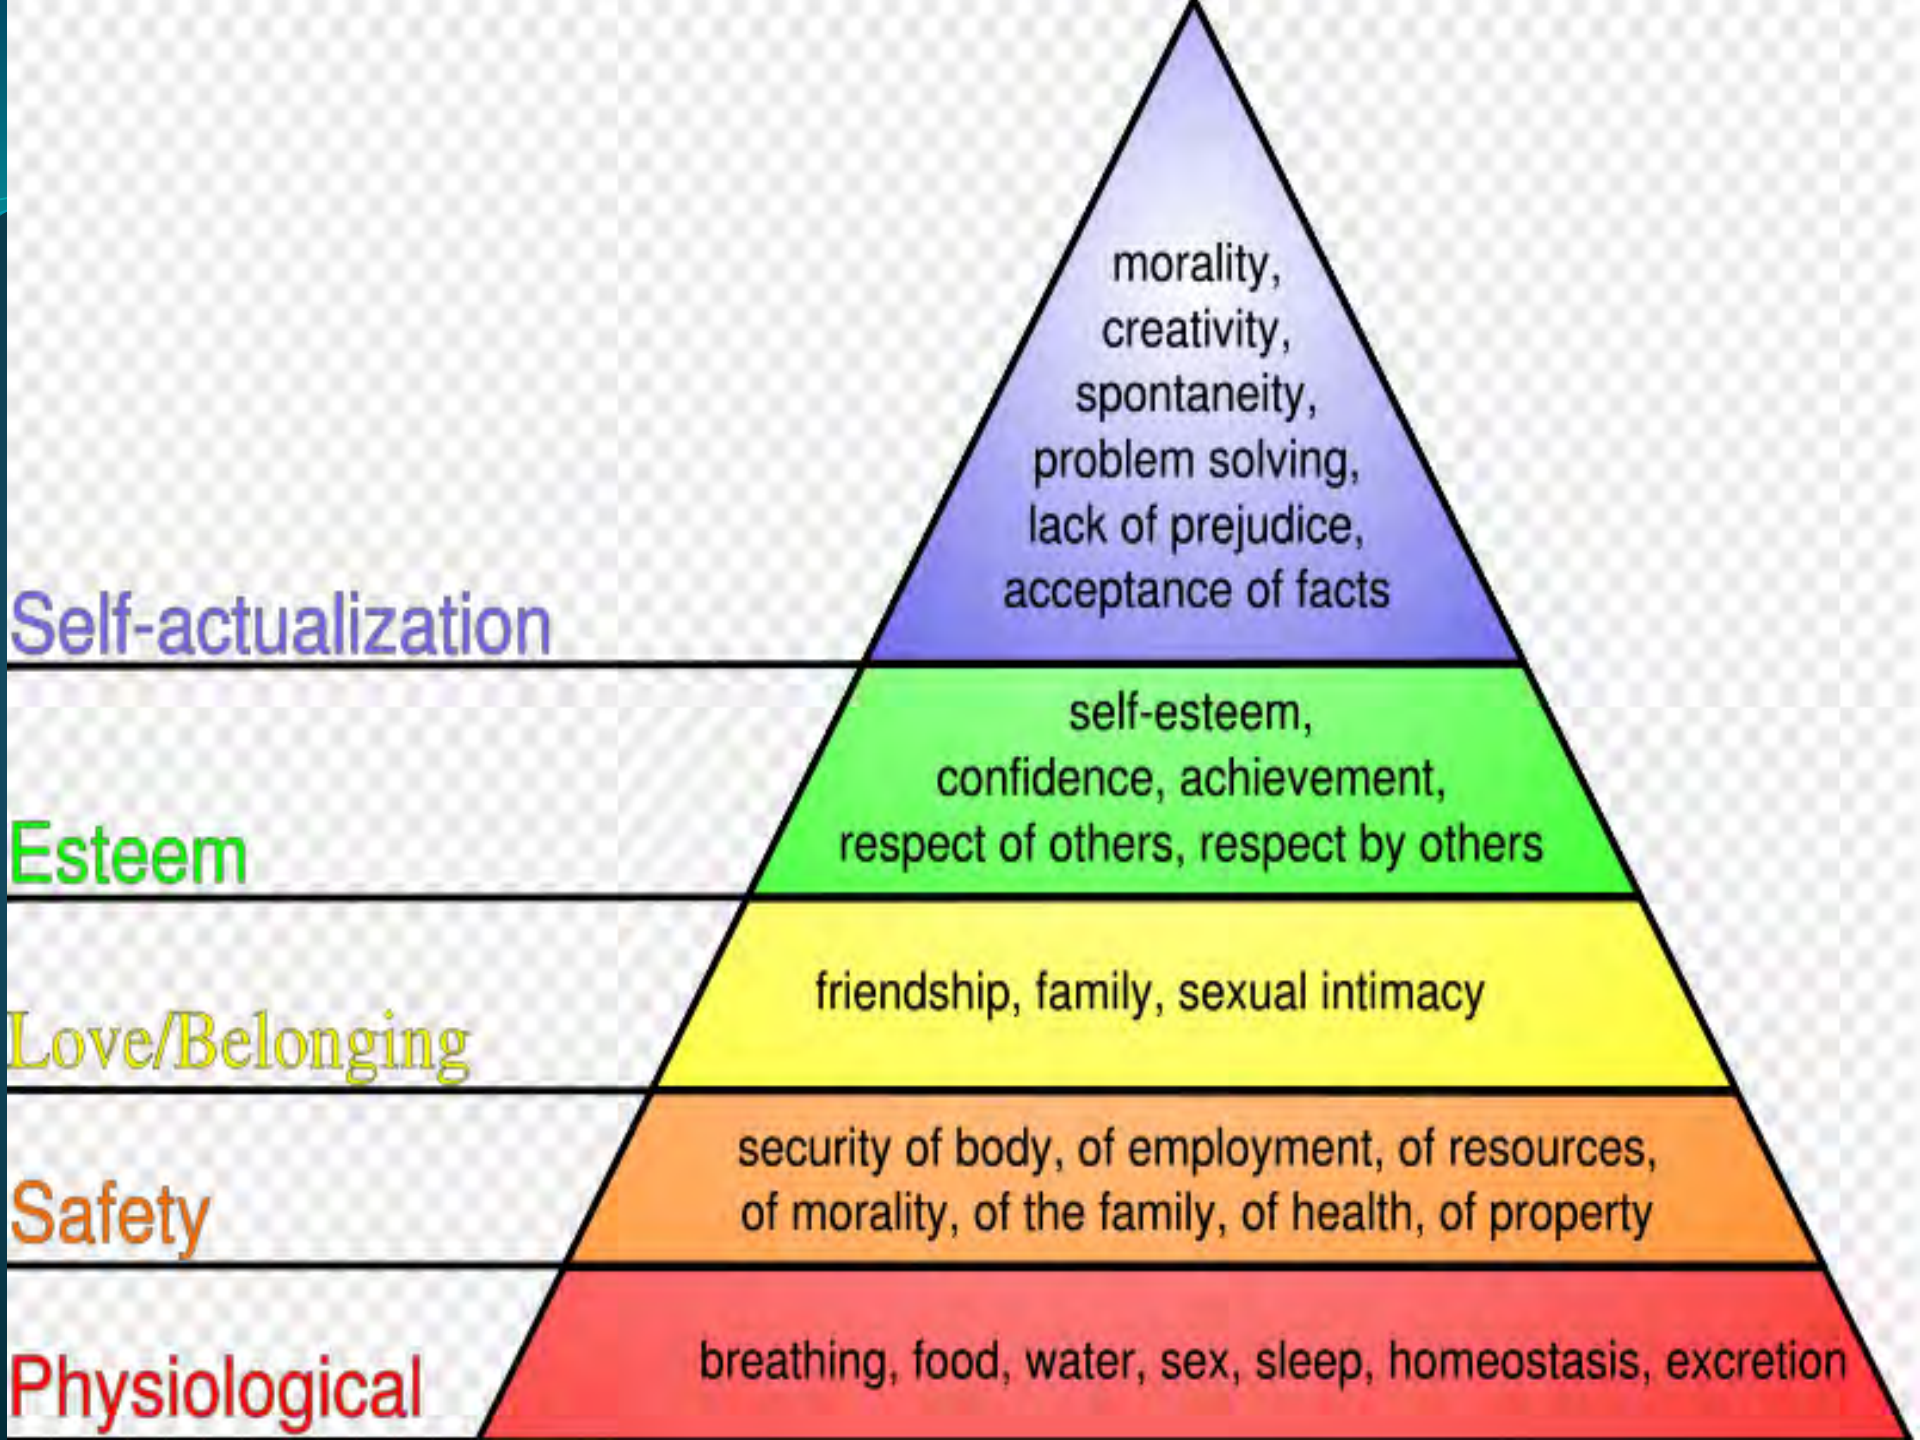 morality,
creativity,
spontaneity,
problem solving,
lack of prejudice,
acceptance of facts
Self-actualization
self-esteem,
confidence, achievement,
respect of others, respect by others
Esteem
friendship, family, sexual intimacy
Love/Belonging
security of body, of employment, of resources,
of morality, of the family, of health, of property
Safety
breathing, food, water, sex, sleep, homeostasis, excretion
Physiological